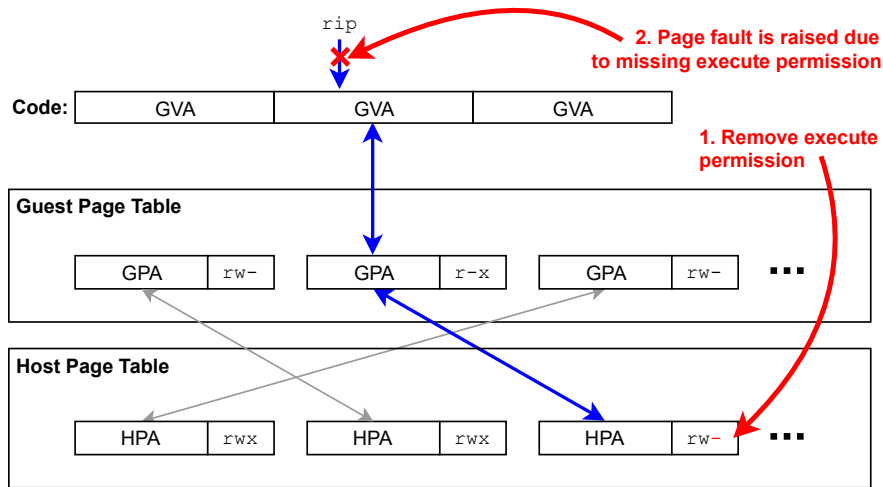 rip
2. Page fault is raised due
to missing execute permission
Code:
GVA
GVA
GVA
1. Remove execute
permission
Guest Page Table
GPA
rw-
GPA
r-x
GPA
rw-
...
Host Page Table
HPA
rwx
HPA
rwx
HPA
rw-
...